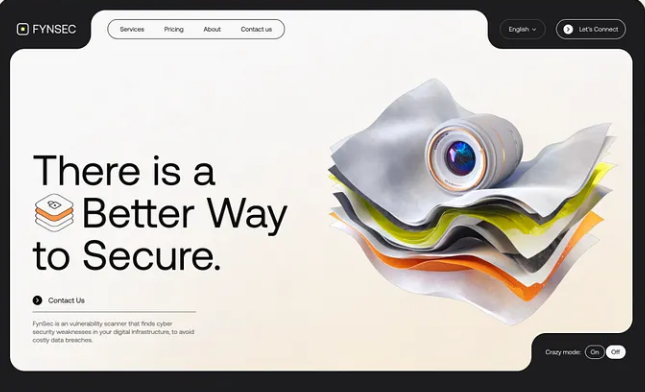 FYNSEC
Services Pricing About Contact us
English
Let's Connect
There is a
Better Way
to Secure.
Contact Us
FynSec is an vulnerability scanner that finds cyber
security weaknesses in your digital infrastructure, to avoid
costly data breaches.
Crazy mode: On Off